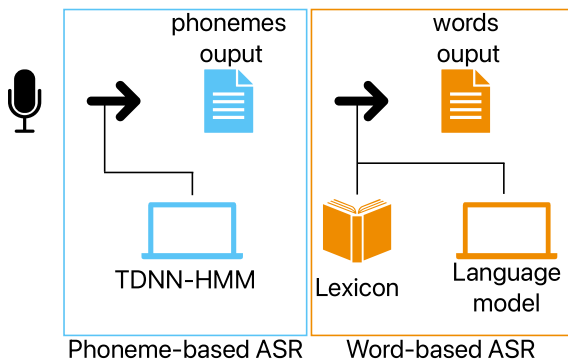 phonemes
ouput
words
ouput
TDNN-HMM
Lexicon
Language
model
Phoneme-based ASR
Word-based ASR